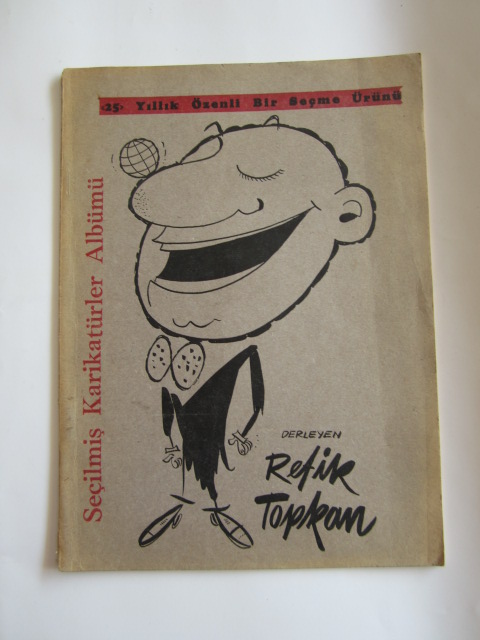 ‹25› Yıllık Özenli Bir Seçme Ürünü
Seçilmiş Karikatürler Albümü
DERLEYEN
Refik
Topkan